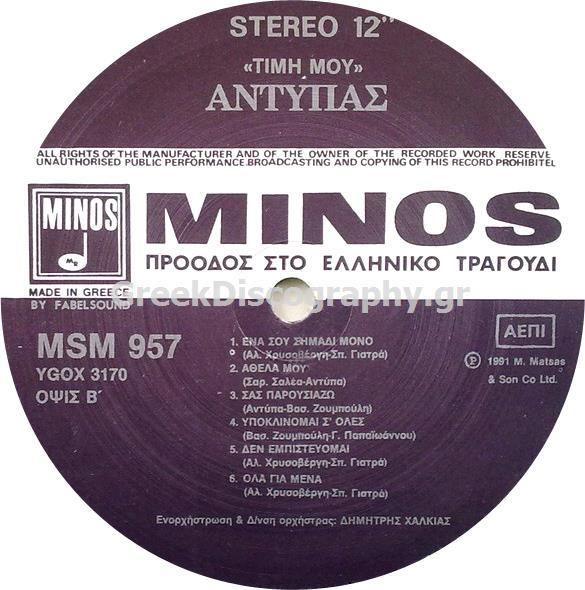 STEREO 12"
«ΤΙΜΗ ΜΟΥ»
ΑΝΤΥΠΑΣ
ALL RIGHTS OF THE MANUFACTURER AND OF THE OWNER OF THE RECORDED WORK RESERVE
UNAUTHORISED PUBLIC PERFORMANCE.BROADCASTING AND COPYING OF THIS RECORD PROHIBITEL
MINOS
MINOS
ΠΡΟΟΔΟΣ ΣΤΟ ΕΛΛΗΝΙΚΟ ΤΡΑΓΟΥΔΙ
MADE IN GREECE
BY FABELSOUND
GreekDiscography.gr
MSM 957
YGOX 3170
ΟΨΙΣ Β΄
ΑΕΠΙ
℗ 1991 M. Matsas
& Son Co Ltd.
1. ΕΝΑ ΣΟΥ ΣΗΜΑΔΙ ΜΟΝΟ
(Αλ. Χρυσοβέργη-Σπ. Γιατρά)
2. ΑΘΕΛΑ ΜΟΥ
(Σαρ. Σαλέα-Αντύπα)
3. ΣΑΣ ΠΑΡΟΥΣΙΑΖΩ
(Αντύπα-Βασ. Ζουμπούλη)
4. ΥΠΟΚΛΙΝΟΜΑΙ Σ' ΟΛΕΣ
(Βασ. Ζουμπούλη-Γ. Παπαϊωάννου)
5. ΔΕΝ ΕΜΠΙΣΤΕΥΟΜΑΙ
(Αλ. Χρυσοβέργη-Σπ. Γιατρά)
6. ΟΛΑ ΓΙΑ ΜΕΝΑ
(Αλ. Χρυσοβέργη-Σπ. Γιατρά)
Ενορχήστρωση & Δ/νση ορχήστρας: ΔΗΜΗΤΡΗΣ ΧΑΛΚΙΑΣ